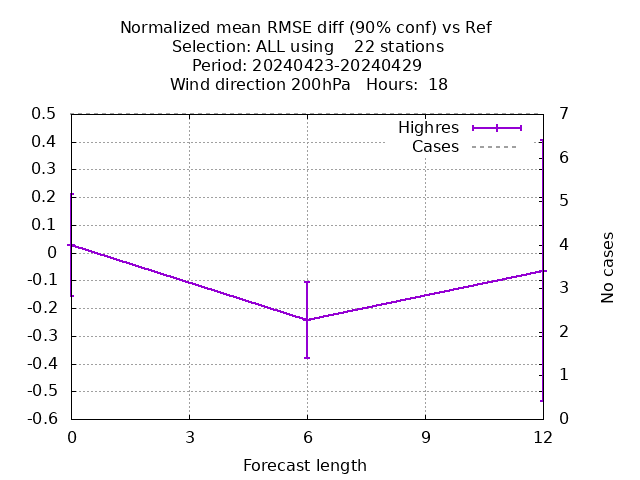 Normalized mean RMSE diff (90% conf) vs Ref
Selection: ALL using    22 stations
Period: 20240423-20240429
Wind direction 200hPa   Hours:  18
Highres
Cases
0.5
0.4
0.3
0.2
0.1
0
-0.1
-0.2
-0.3
-0.4
-0.5
-0.6
7
6
5
4
3
2
1
0
No cases
0 3 6 9 12
Forecast length